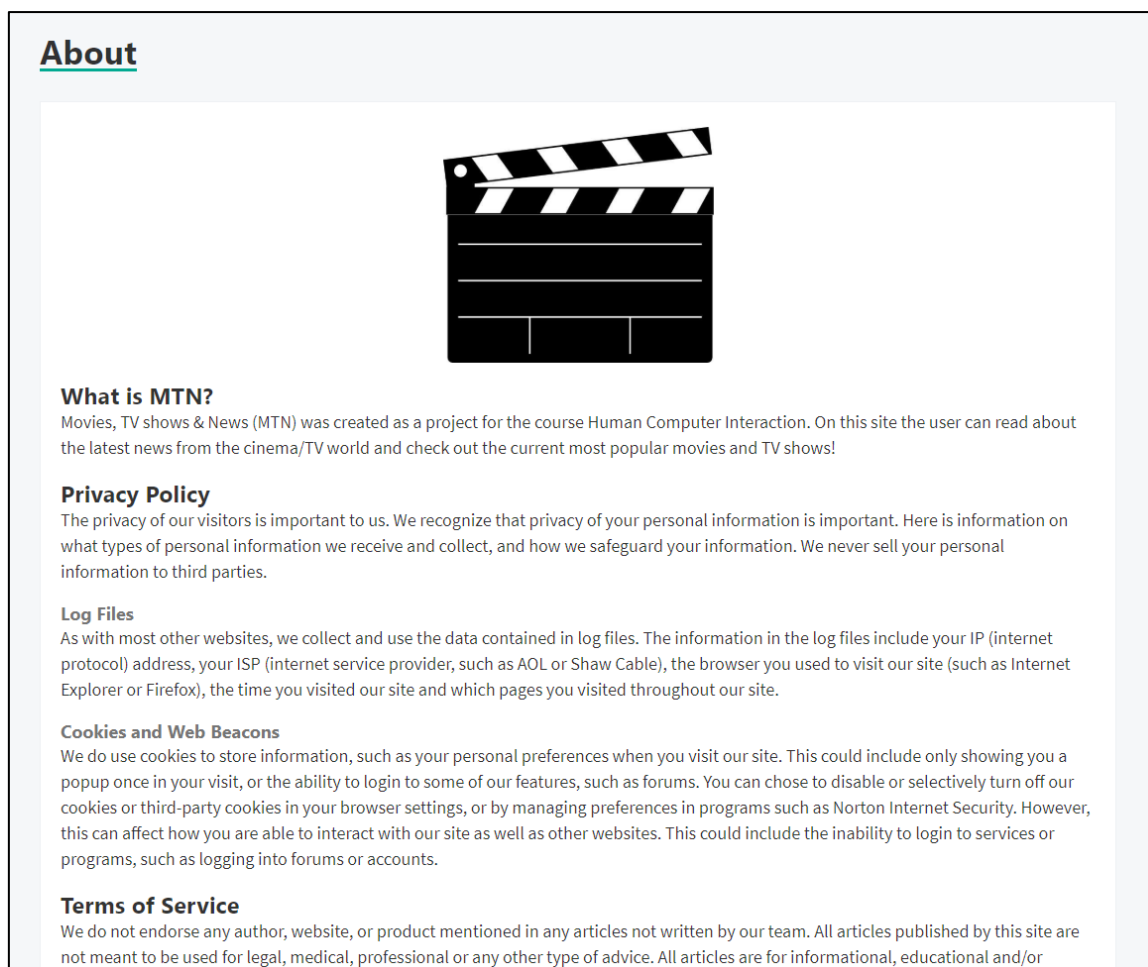 About
What is MTN?
Movies, TV shows & News (MTN) was created as a project for the course Human Computer Interaction. On this site the user can read about
the latest news from the cinema/TV world and check out the current most popular movies and TV shows!
Privacy Policy
The privacy of our visitors is important to us. We recognize that privacy of your personal information is important. Here is information on
what types of personal information we receive and collect, and how we safeguard your information. We never sell your personal
information to third parties.
Log Files
As with most other websites, we collect and use the data contained in log files. The information in the log files include your IP (internet
protocol) address, your ISP (internet service provider, such as AOL or Shaw Cable), the browser you used to visit our site (such as Internet
Explorer or Firefox), the time you visited our site and which pages you visited throughout our site.
Cookies and Web Beacons
We do use cookies to store information, such as your personal preferences when you visit our site. This could include only showing you a
popup once in your visit, or the ability to login to some of our features, such as forums. You can chose to disable or selectively turn off our
cookies or third-party cookies in your browser settings, or by managing preferences in programs such as Norton Internet Security. However,
this can affect how you are able to interact with our site as well as other websites. This could include the inability to login to services or
programs, such as logging into forums or accounts.
Terms of Service
We do not endorse any author, website, or product mentioned in any articles not written by our team. All articles published by this site are
not meant to be used for legal, medical, professional or any other type of advice. All articles are for informational, educational and/or